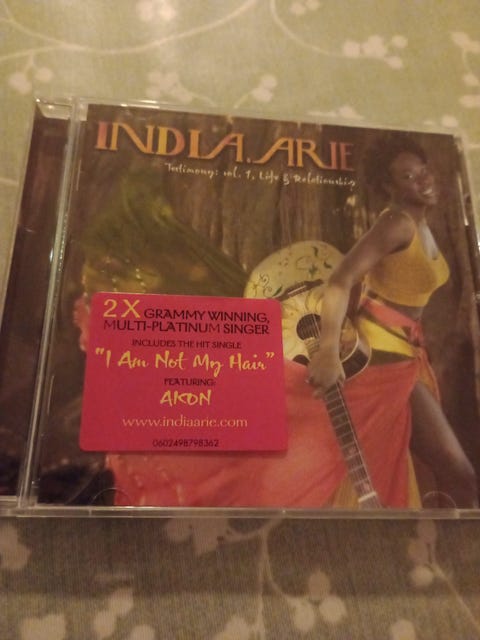 INDIA.ARIE
Testimony: vol. 1, Life & Relationship
2X GRAMMY WINNING,
MULTI-PLATINUM SINGER
INCLUDES THE HIT SINGLE
"I Am Not My Hair"
FEATURING:
AKON
www.indiaarie.com
0602498798362